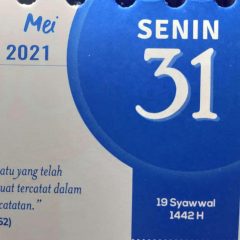 Mei
2021
SENIN
31
atu yang telah
uat tercatat dalam
catatan."
52)
19 Syawwal
1442 H